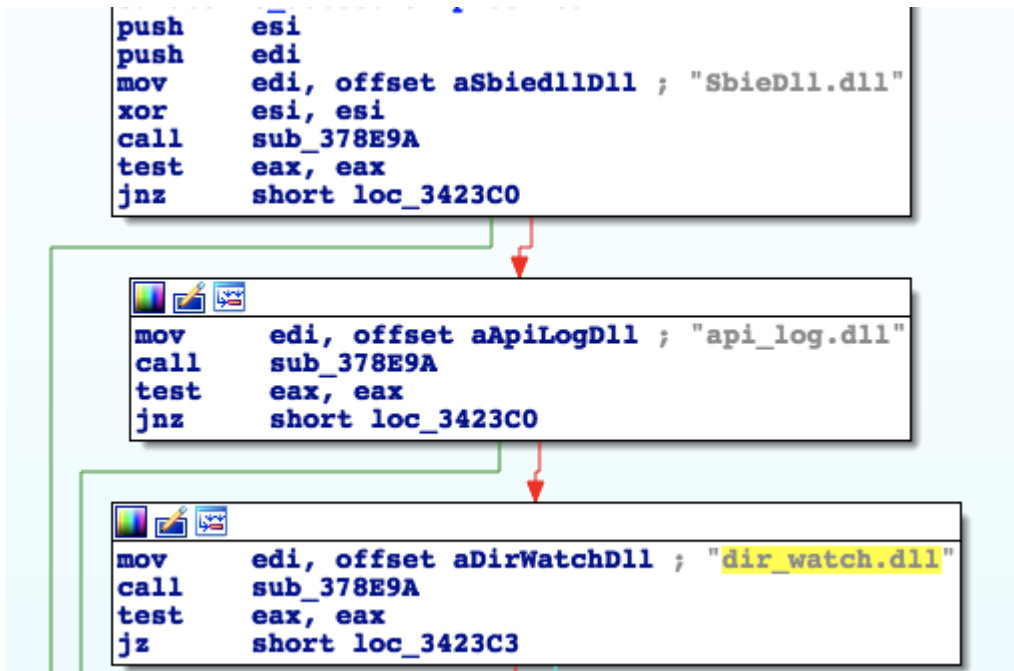 push esi
push edi
mov edi, offset aSbiedllDll ; "SbieDll.dll"
xor esi, esi
call sub_378E9A
test eax, eax
jnz short loc_3423C0
mov edi, offset aApiLogDll ; "api_log.dll"
call sub_378E9A
test eax, eax
jnz short loc_3423C0
mov edi, offset aDirWatchDll ; "dir_watch.dll"
call sub_378E9A
test eax, eax
jz short loc_3423C3